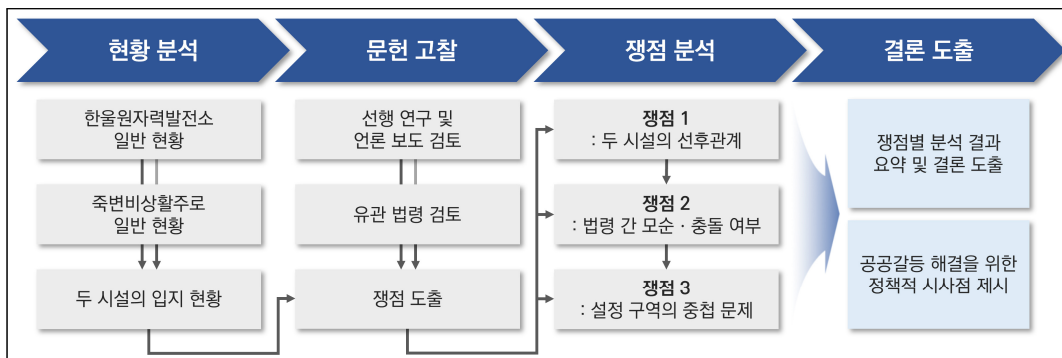 현황 분석
문헌 고찰
쟁점 분석
결론 도출
한울원자력발전소
일반 현황
죽변비상활주로
일반 현황
두 시설의 입지 현황
선행 연구 및
언론 보도 검토
유관 법령 검토
쟁점 도출
쟁점 1
: 두 시설의 선후관계
쟁점 2
: 법령 간 모순 · 충돌 여부
쟁점 3
: 설정 구역의 중첩 문제
쟁점별 분석 결과
요약 및 결론 도출
공공갈등 해결을 위한
정책적 시사점 제시